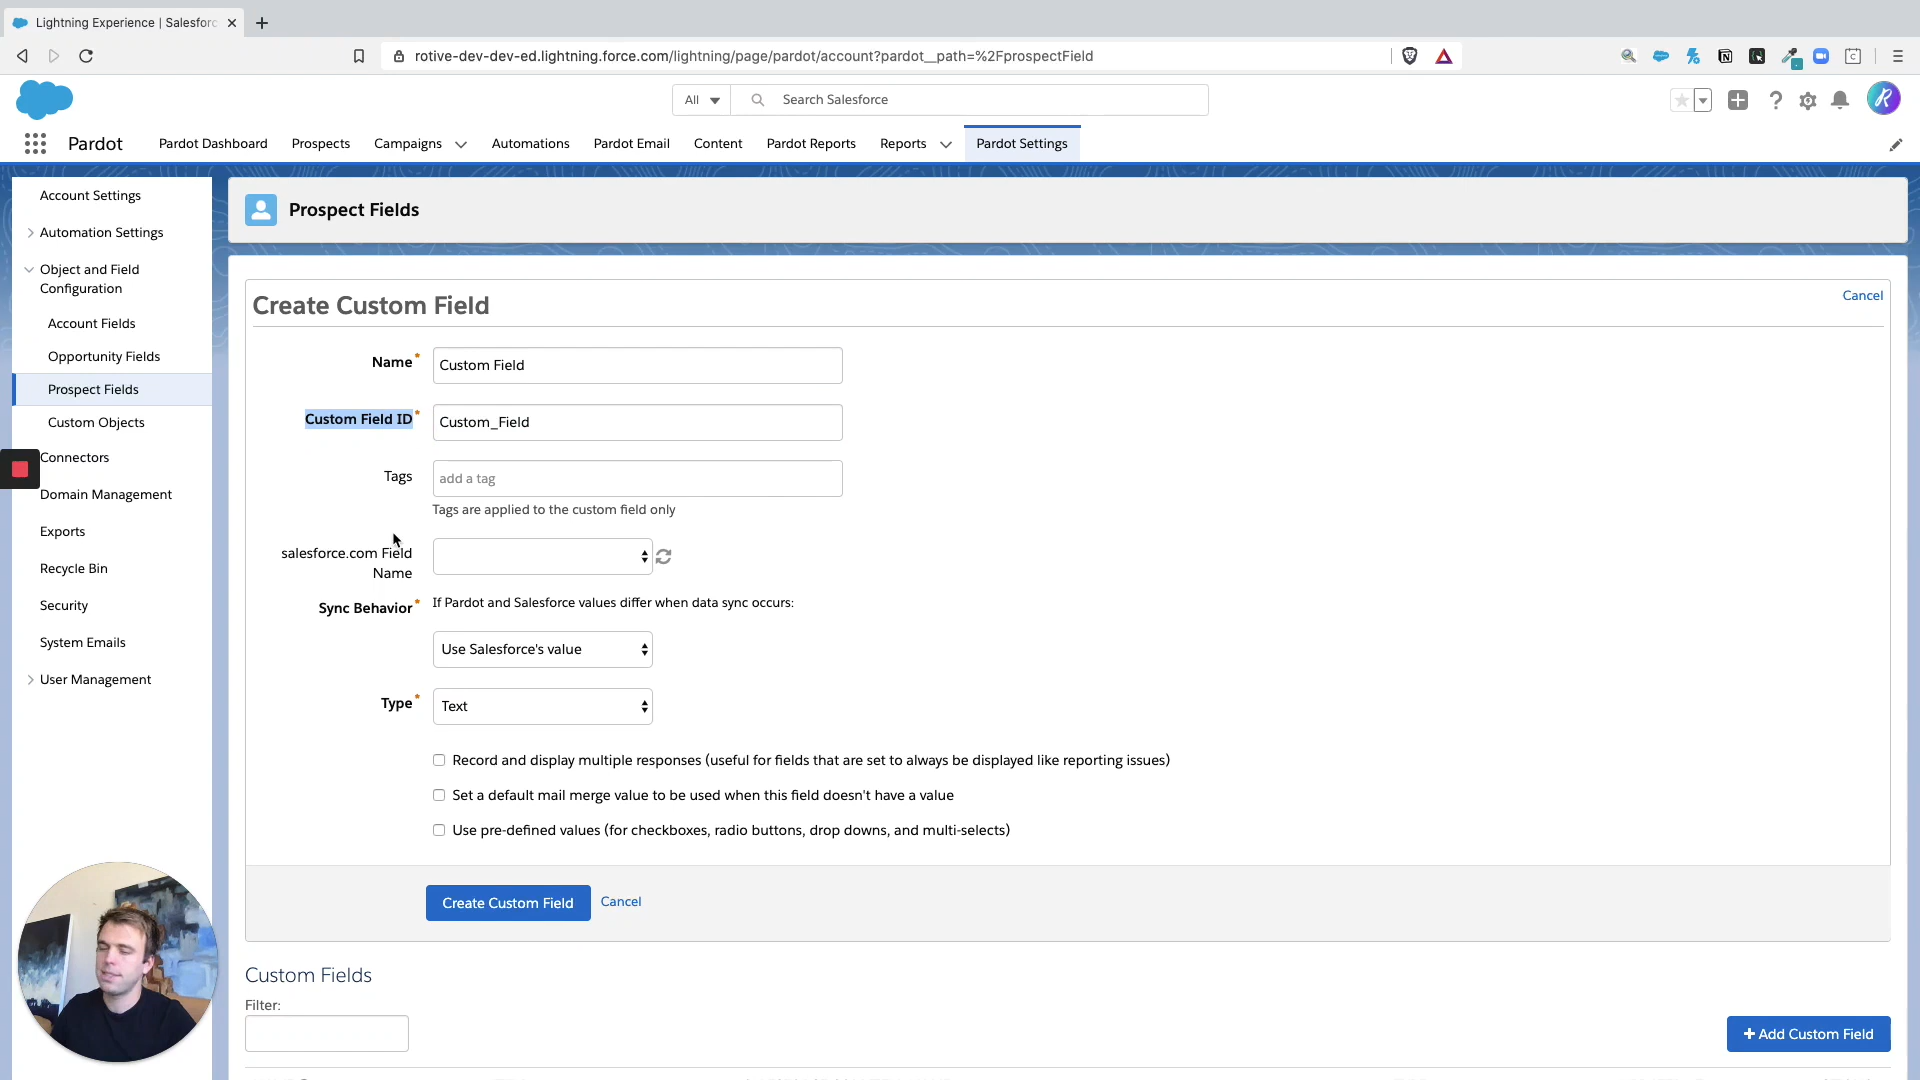 Lightning Experience | Salesforc
rotive-dev-dev-ed.lightning.force.com/lightning/page/pardot/account?pardot__path=%2FprospectField
All
Search Salesforce
Pardot
Pardot Dashboard
Prospects
Campaigns
Automations
Pardot Email
Content
Pardot Reports
Reports
Pardot Settings
Account Settings
Automation Settings
Object and Field
Configuration
Account Fields
Opportunity Fields
Prospect Fields
Custom Objects
Connectors
Domain Management
Exports
Recycle Bin
Security
System Emails
User Management
Prospect Fields
Create Custom Field
Cancel
Name*
Custom Field
Custom Field ID*
Custom_Field
Tags
add a tag
Tags are applied to the custom field only
salesforce.com Field
Name
Sync Behavior*
If Pardot and Salesforce values differ when data sync occurs:
Use Salesforce's value
Type*
Text
Record and display multiple responses (useful for fields that are set to always be displayed like reporting issues)
Set a default mail merge value to be used when this field doesn't have a value
Use pre-defined values (for checkboxes, radio buttons, drop downs, and multi-selects)
Create Custom Field
Cancel
Custom Fields
Filter:
+ Add Custom Field